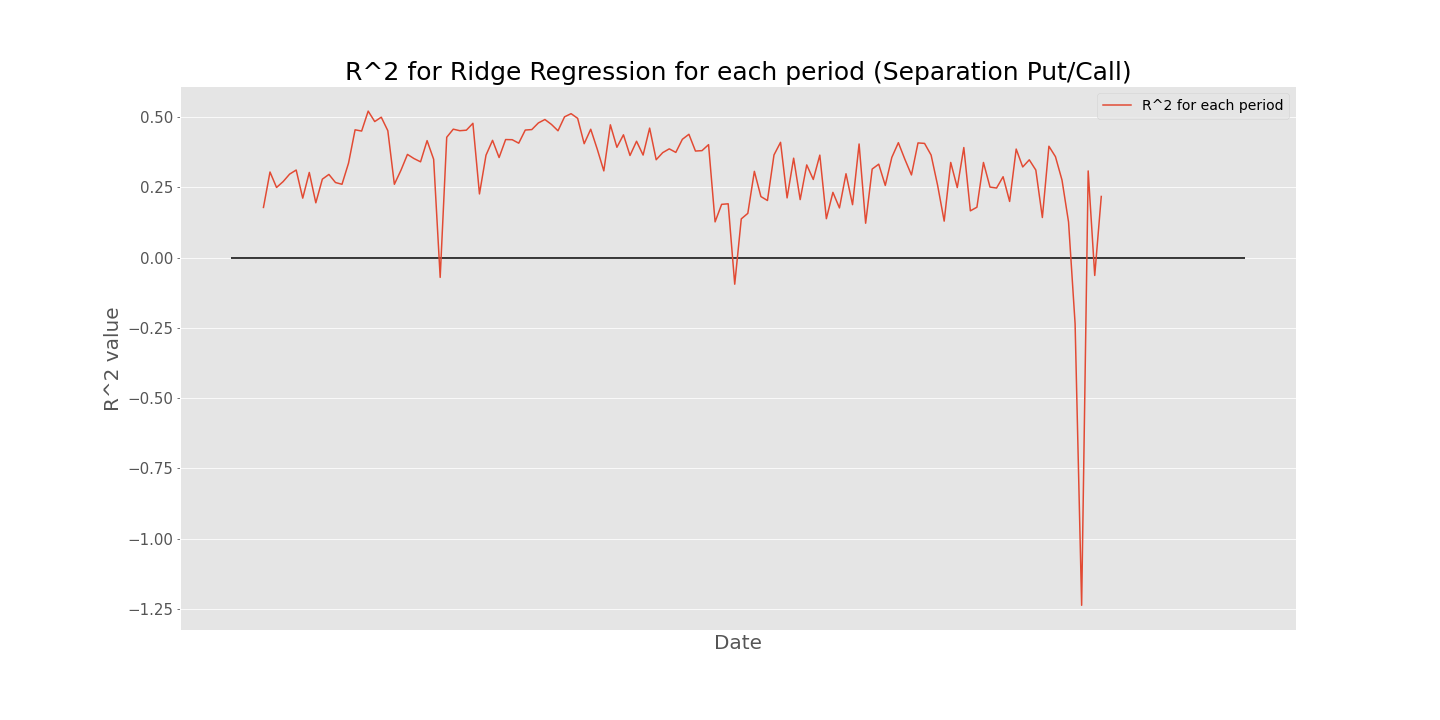 R^2 for Ridge Regression for each period (Separation Put/Call)
R^2 for each period
0.50
0.25
0.00
−0.25
−0.50
−0.75
−1.00
−1.25
R^2 value
Date